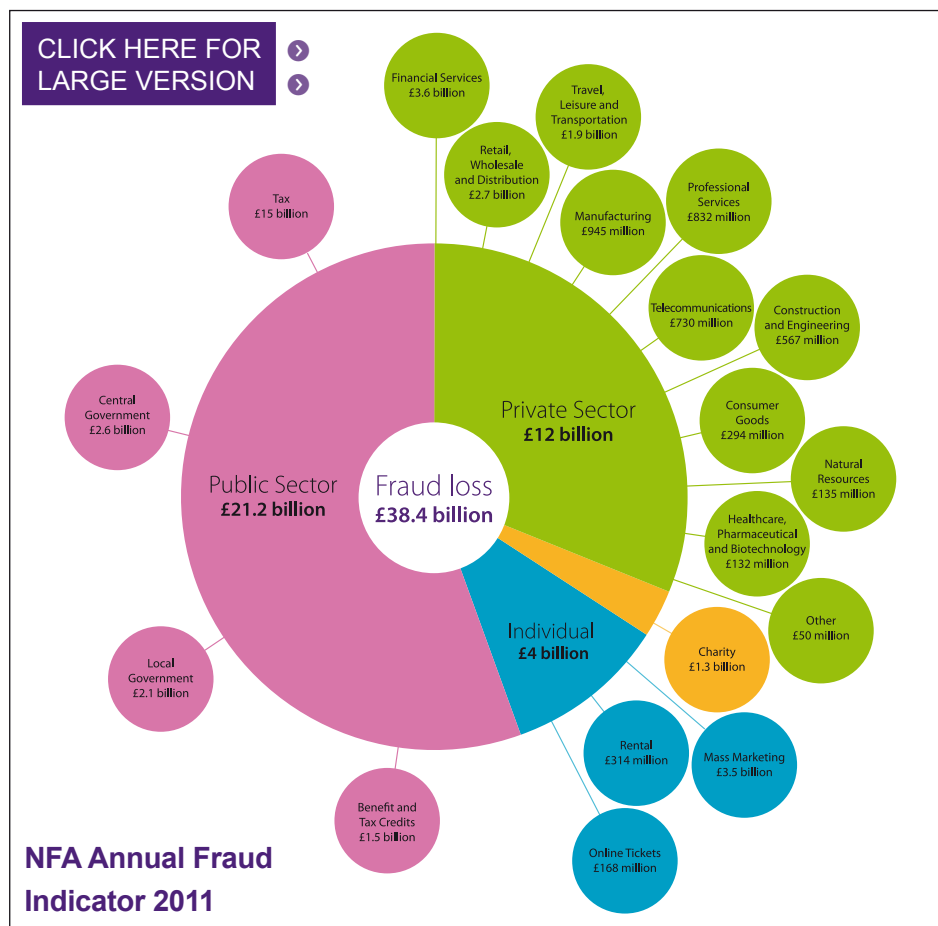 CLICK HERE FOR
LARGE VERSION
Financial Services
£3.6 billion
Retail,
Wholesale
and Distribution
£2.7 billion
Travel,
Leisure and
Transportation
£1.9 billion
Manufacturing
£945 million
Professional
Services
£832 million
Telecommunications
£730 million
Construction
and Engineering
£567 million
Consumer
Goods
£294 million
Natural
Resources
£135 million
Healthcare,
Pharmaceutical
and Biotechnology
£132 million
Other
£50 million
Charity
£1.3 billion
Mass Marketing
£3.5 billion
Rental
£314 million
Online Tickets
£168 million
Benefit and
Tax Credits
£1.5 billion
Local
Government
£2.1 billion
Central
Government
£2.6 billion
Tax
£15 billion
Private Sector
£12 billion
Public Sector
£21.2 billion
Fraud loss
£38.4 billion
Individual
£4 billion
NFA Annual Fraud
Indicator 2011